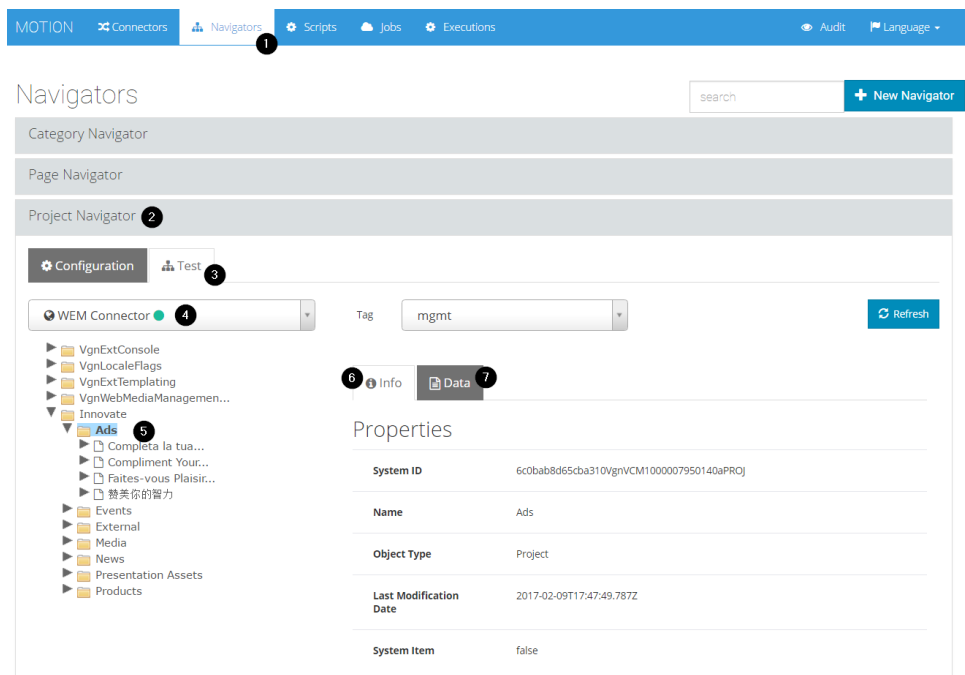 MOTION Connectors Navigators Scripts Jobs Executions Audit Language
1
Navigators search New Navigator
Category Navigator
Page Navigator
Project Navigator 2
Configuration Test 3
WEM Connector 4 Tag mgmt Refresh
VgnExtConsole
VgnLocaleFlags
VgnExtTemplating
VgnWebMediaManagemen...
Innovate
Ads 5
Completa la tua...
Compliment Your...
Faites-vous Plaisir...
赞美你的智力
Events
External
Media
News
Presentation Assets
Products
6 Info Data 7
Properties
System ID 6c0bab8d65cba310VgnVCM1000007950140aPROJ
Name Ads
Object Type Project
Last Modification
Date 2017-02-09T17:47:49.787Z
System Item false